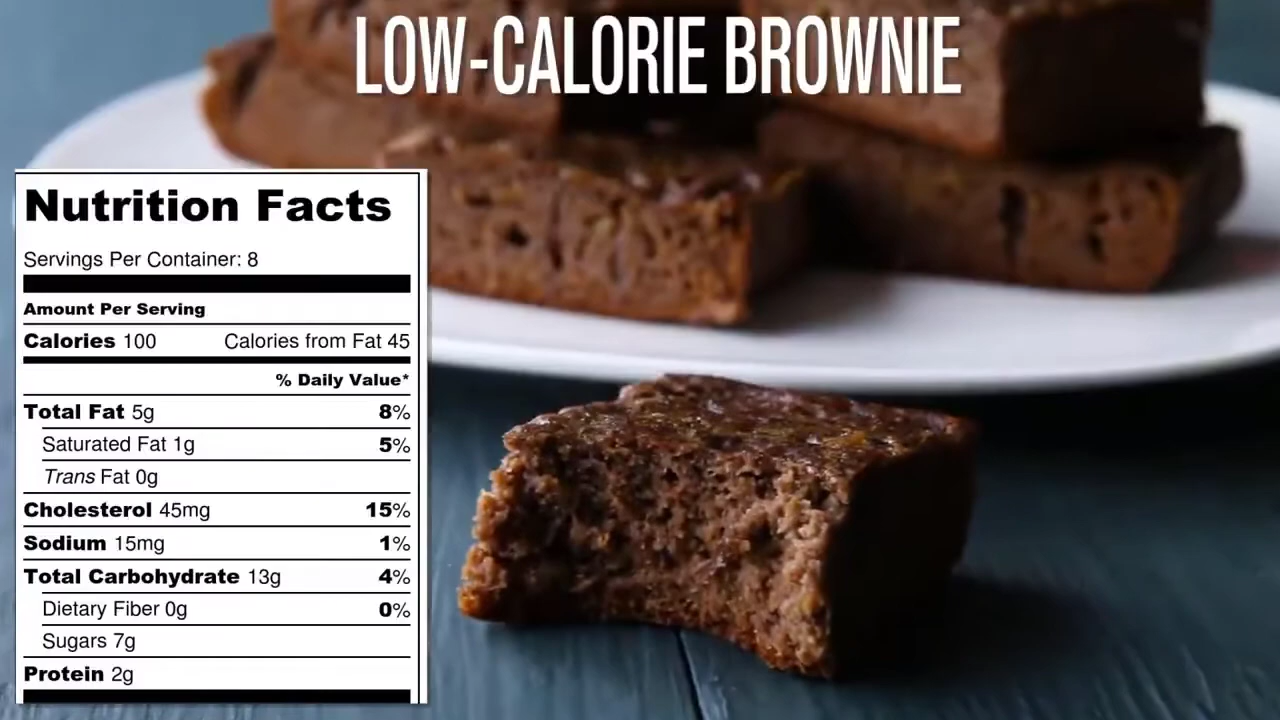 LOW-CALORIE BROWNIE
Nutrition Facts
Servings Per Container: 8
Amount Per Serving
Calories 100 Calories from Fat 45
% Daily Value*
Total Fat 5g 8%
Saturated Fat 1g 5%
Trans Fat 0g
Cholesterol 45mg 15%
Sodium 15mg 1%
Total Carbohydrate 13g 4%
Dietary Fiber 0g 0%
Sugars 7g
Protein 2g